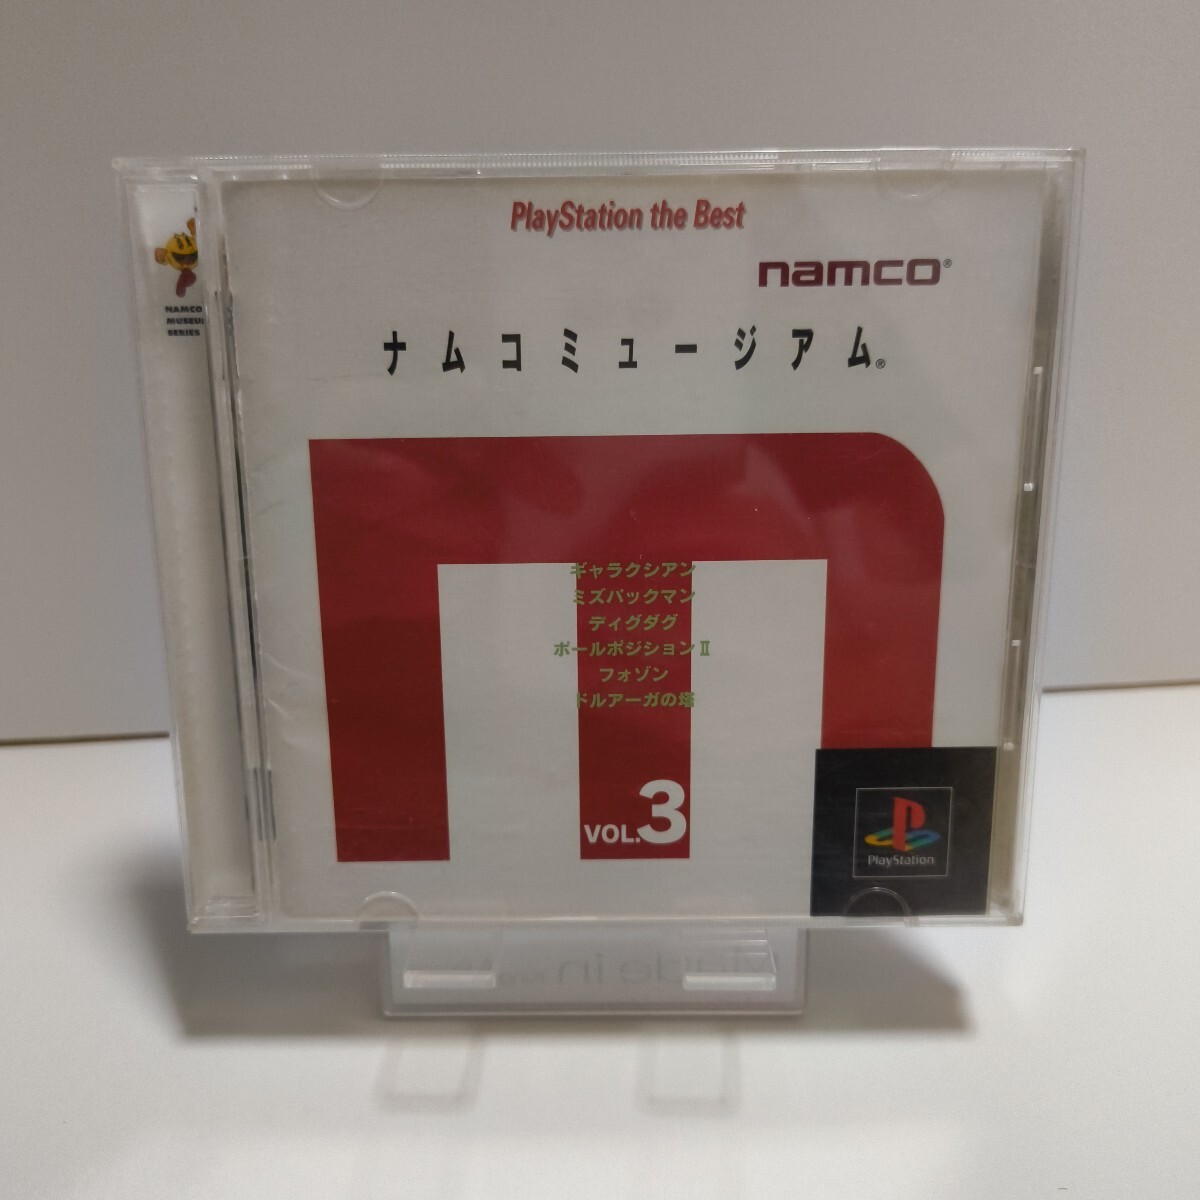 PlayStation the Best
namco®
ナムコミュージアム®
NAMCO
MUSEU
SERIES
ギャラクシアン
ミズパックマン
ディグダグ
ポールポジションⅡ
フォゾン
ドルアーガの塔
VOL.3
PlayStation